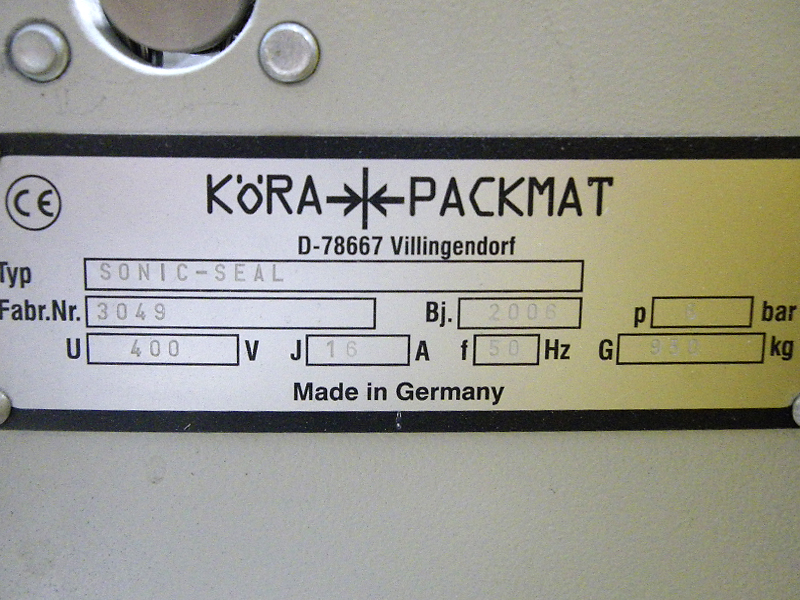 CE KÖRA PACKMAT
D-78667 Villingendorf
Typ SONIC-SEAL
Fabr.Nr. 3049 Bj. 2006 p bar
U 400 V J 16 A f 50 Hz G 950 kg
Made in Germany